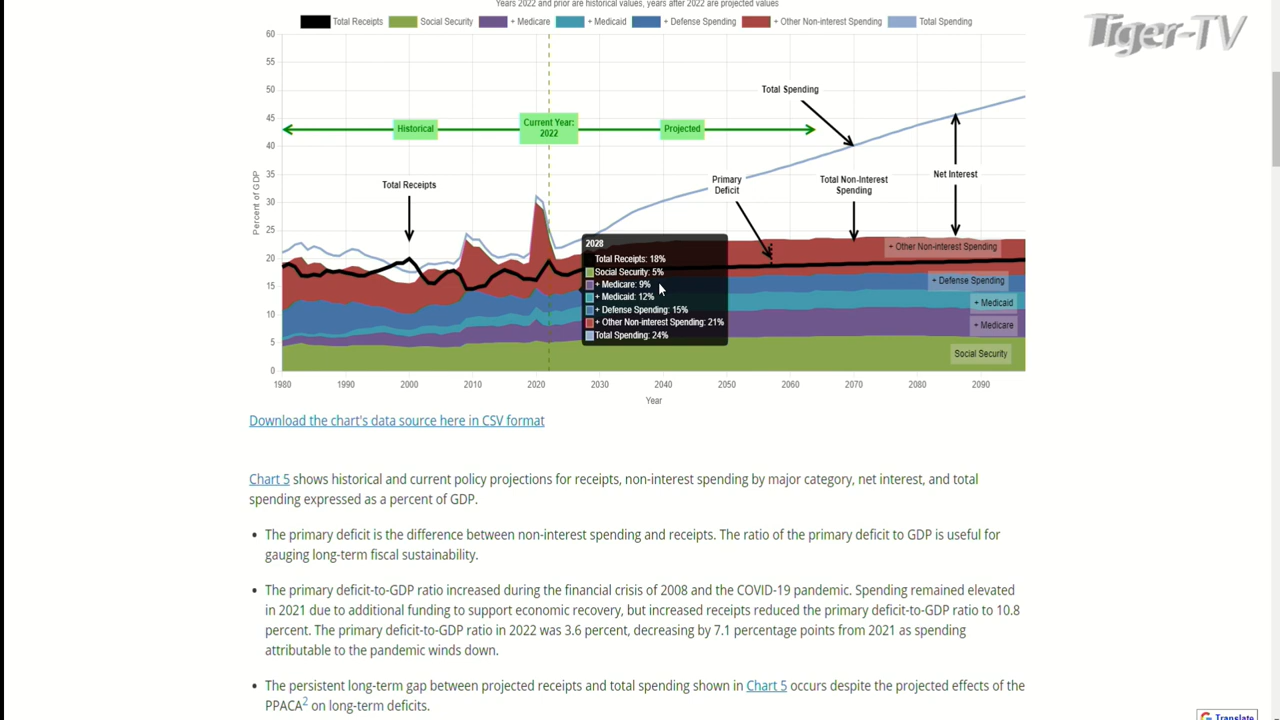 Years 2022 and prior are historical values, years after 2022 are projected values
Total Receipts Social Security + Medicare + Medicaid + Defense Spending + Other Non-interest Spending Total Spending
Tiger-TV
60
55
50
45
40
35
30
25
20
15
10
5
0
Percent of GDP
Historical
Current Year:
2022
Projected
Total Spending
Total Receipts
Primary
Deficit
Total Non-Interest
Spending
Net Interest
2028
Total Receipts: 18%
Social Security: 5%
+ Medicare: 9%
+ Medicaid: 12%
+ Defense Spending: 15%
+ Other Non-interest Spending: 21%
Total Spending: 24%
+ Other Non-interest Spending
+ Defense Spending
+ Medicaid
+ Medicare
Social Security
1980 1990 2000 2010 2020 2030 2040 2050 2060 2070 2080 2090
Year
Download the chart's data source here in CSV format
Chart 5 shows historical and current policy projections for receipts, non-interest spending by major category, net interest, and total
spending expressed as a percent of GDP.
• The primary deficit is the difference between non-interest spending and receipts. The ratio of the primary deficit to GDP is useful for
gauging long-term fiscal sustainability.
• The primary deficit-to-GDP ratio increased during the financial crisis of 2008 and the COVID-19 pandemic. Spending remained elevated
in 2021 due to additional funding to support economic recovery, but increased receipts reduced the primary deficit-to-GDP ratio to 10.8
percent. The primary deficit-to-GDP ratio in 2022 was 3.6 percent, decreasing by 7.1 percentage points from 2021 as spending
attributable to the pandemic winds down.
• The persistent long-term gap between projected receipts and total spending shown in Chart 5 occurs despite the projected effects of the
PPACA2 on long-term deficits.
Translate